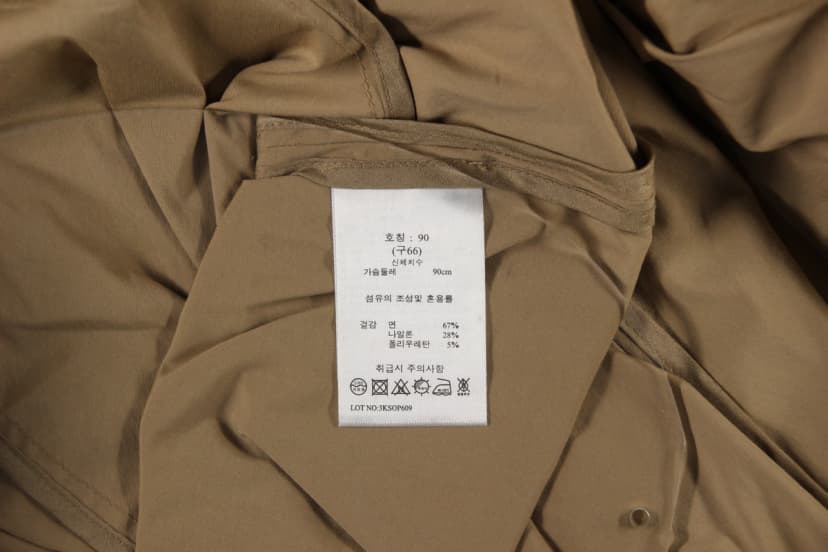 호칭 : 90
(구66)
신체치수
가슴둘레 90cm
섬유의 조성및 혼용률
겉감 면 67%
나일론 28%
폴리우레탄 5%
취급시 주의사항
LOT NO:3KSOP609